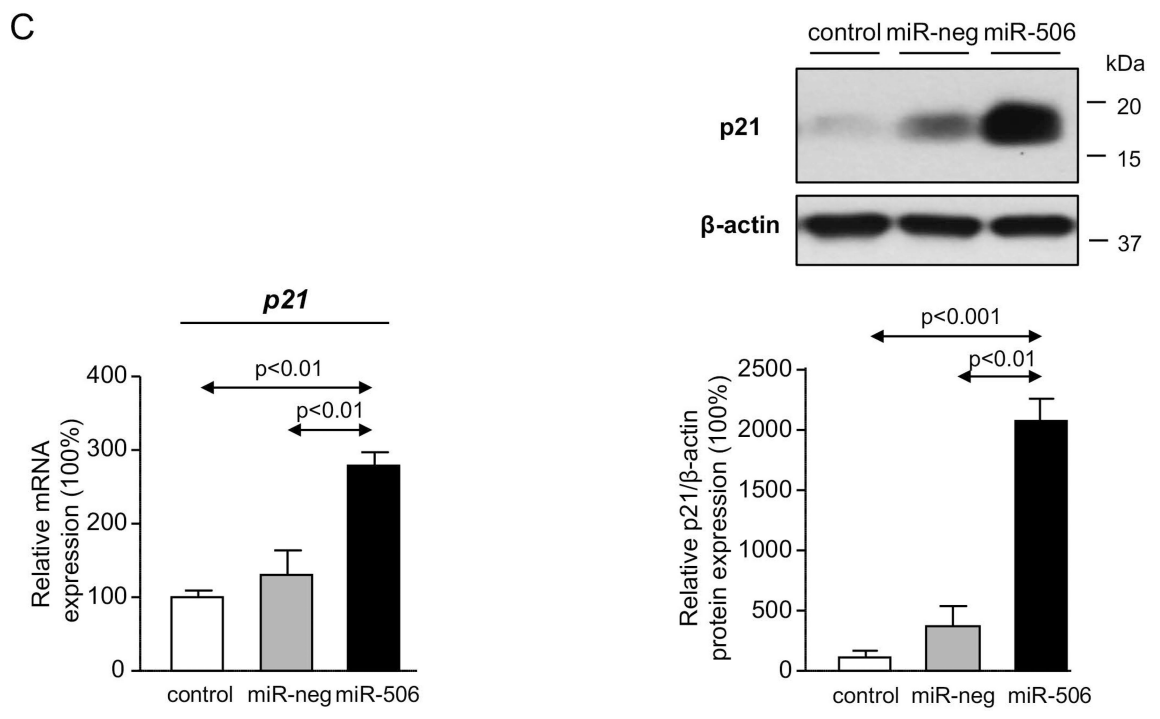 C
control miR-neg miR-506
kDa
p21
20
15
β-actin
37
p21
p<0.01
p<0.01
Relative mRNA
expression (100%)
400
300
200
100
0
control miR-neg miR-506
p<0.001
p<0.01
Relative p21/β-actin
protein expression (100%)
2500
2000
1500
1000
500
0
control miR-neg miR-506